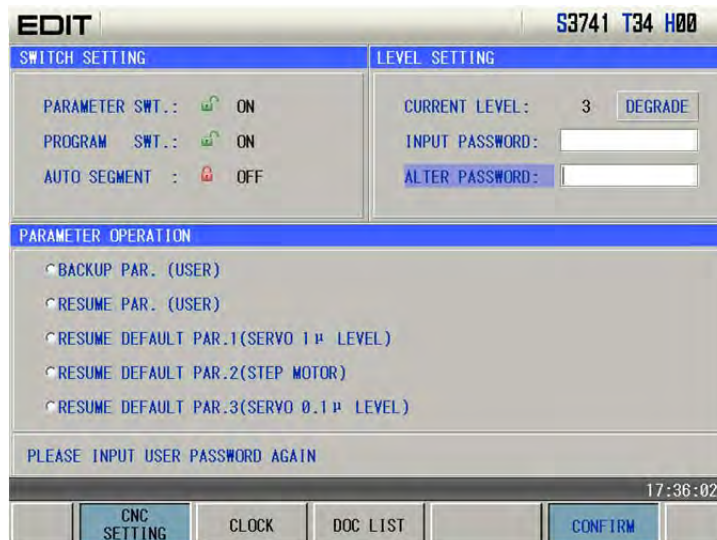 EDIT S3741 T34 H00
SWITCH SETTING
PARAMETER SWT.: ON
PROGRAM SWT.: ON
AUTO SEGMENT : OFF
LEVEL SETTING
CURRENT LEVEL: 3 DEGRADE
INPUT PASSWORD:
ALTER PASSWORD:
PARAMETER OPERATION
BACKUP PAR. (USER)
RESUME PAR. (USER)
RESUME DEFAULT PAR.1(SERVO 1μ LEVEL)
RESUME DEFAULT PAR.2(STEP MOTOR)
RESUME DEFAULT PAR.3(SERVO 0.1μ LEVEL)
PLEASE INPUT USER PASSWORD AGAIN
17:36:02
CNC
SETTING
CLOCK
DOC LIST
CONFIRM